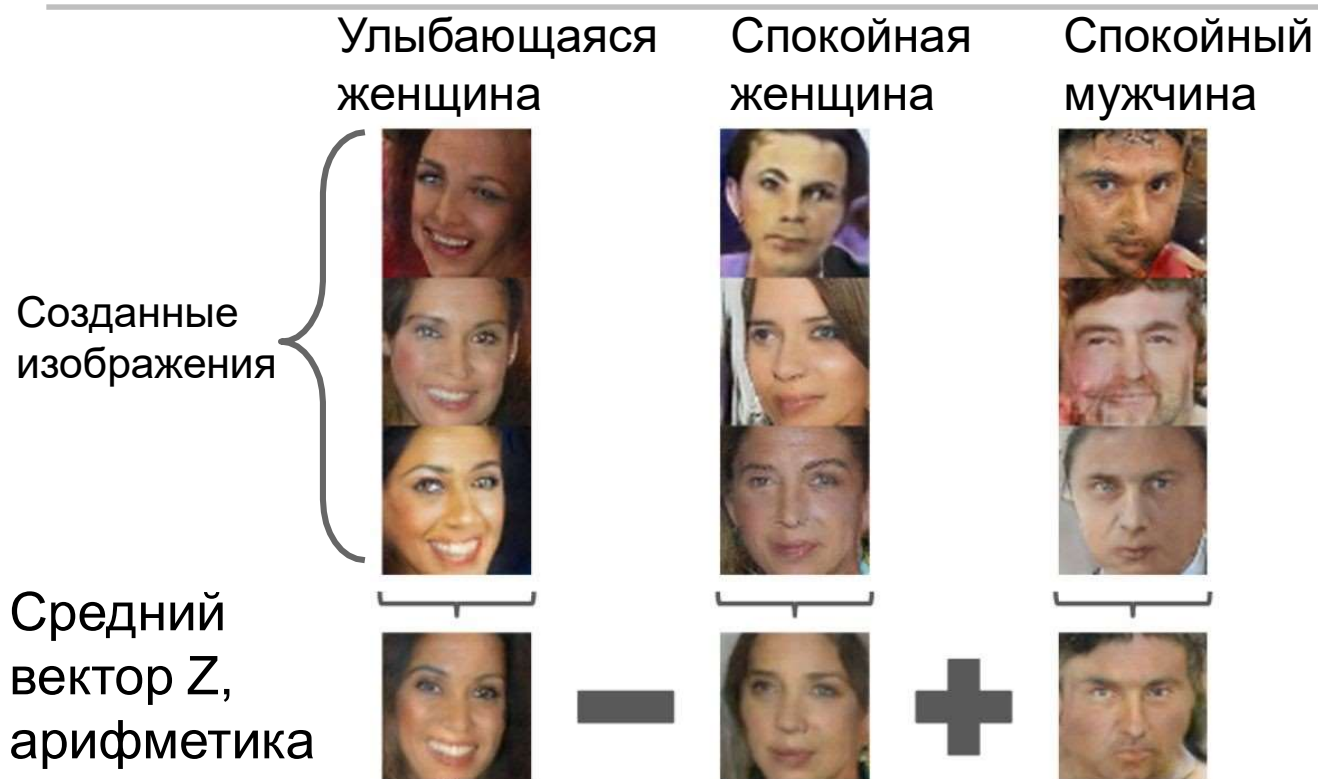 Улыбающаяся
женщина
Спокойная
женщина
Спокойный
мужчина
Созданные
изображения
Средний
вектор Z,
арифметика